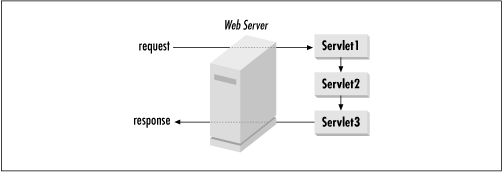 Web Server
request
Servlet1
Servlet2
response
Servlet3